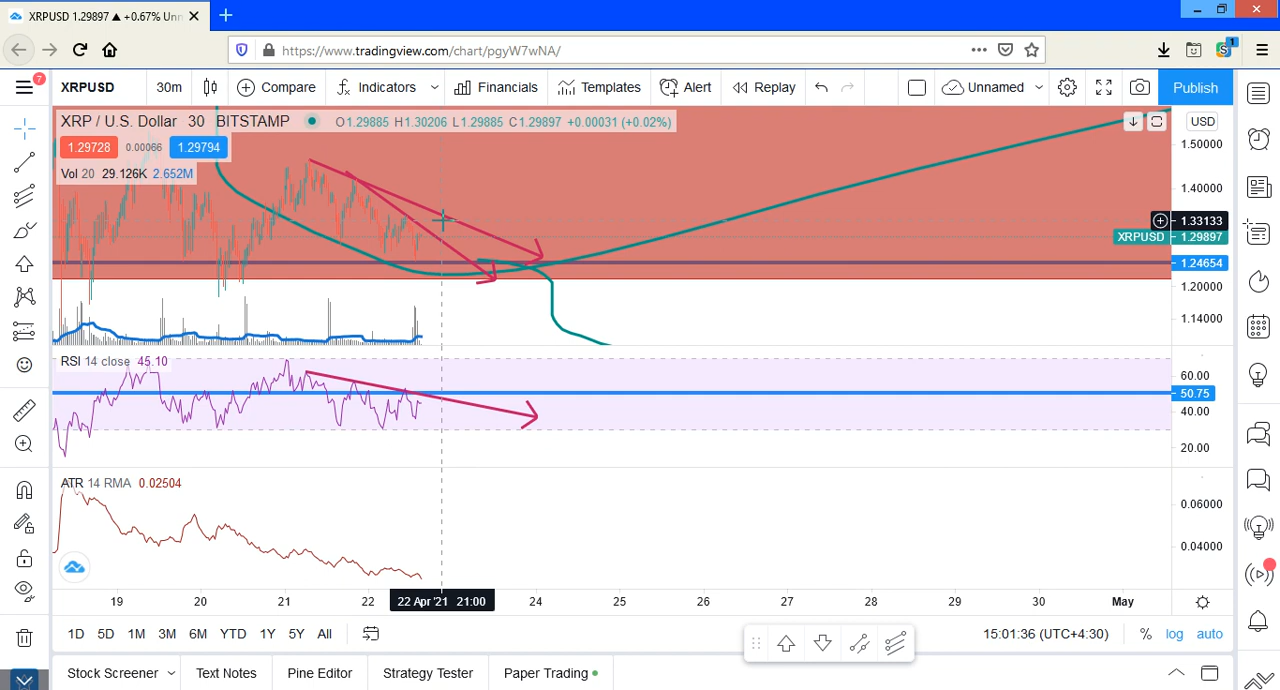 XRPUSD 1.29897 ▲ +0.67% Unn
https://www.tradingview.com/chart/pgyW7wNA/
S 1
7 XRPUSD 30m Compare Indicators Financials Templates Alert Replay Unnamed Publish
XRP / U.S. Dollar 30 BITSTAMP O1.29885 H1.30206 L1.29885 C1.29897 +0.00031 (+0.02%) USD
1.29728 0.00066 1.29794 1.50000
Vol 20 29.126K 2.652M
1.40000
1.33133
XRPUSD 1.29897
1.24654
1.20000
1.14000
RSI 14 close 45.10
60.00
50.75
40.00
20.00
ATR 14 RMA 0.02504
0.06000
0.04000
19 20 21 22 22 Apr '21 21:00 24 25 26 27 28 29 30 May
1D 5D 1M 3M 6M YTD 1Y 5Y All 15:01:36 (UTC+4:30) % log auto
Stock Screener Text Notes Pine Editor Strategy Tester Paper Trading